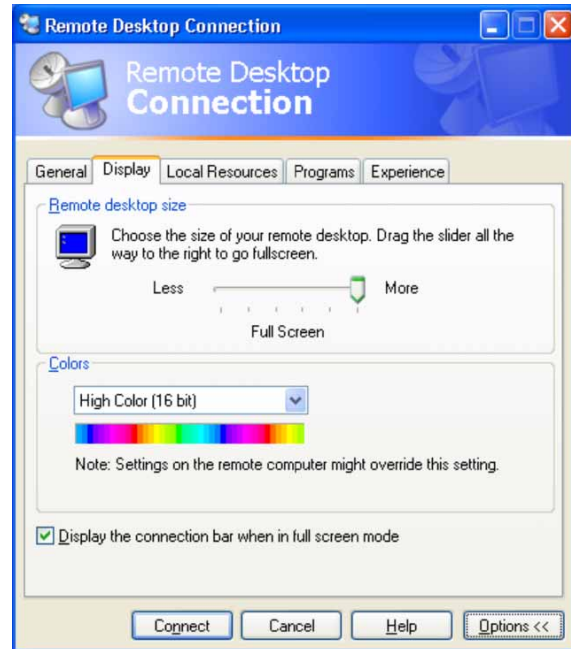 Remote Desktop Connection
Remote Desktop
Connection
General Display Local Resources Programs Experience
Remote desktop size
Choose the size of your remote desktop. Drag the slider all the
way to the right to go fullscreen.
Less More
Full Screen
Colors
High Color (16 bit)
Note: Settings on the remote computer might override this setting.
Display the connection bar when in full screen mode
Connect Cancel Help Options <<